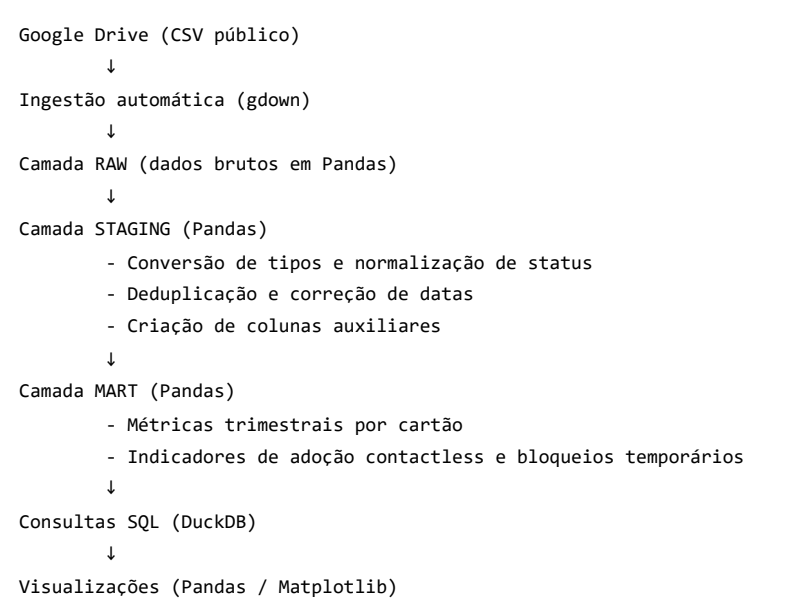 Google Drive (CSV público)
↓
Ingestão automática (gdown)
↓
Camada RAW (dados brutos em Pandas)
↓
Camada STAGING (Pandas)
- Conversão de tipos e normalização de status
- Deduplicação e correção de datas
- Criação de colunas auxiliares
↓
Camada MART (Pandas)
- Métricas trimestrais por cartão
- Indicadores de adoção contactless e bloqueios temporários
↓
Consultas SQL (DuckDB)
↓
Visualizações (Pandas / Matplotlib)